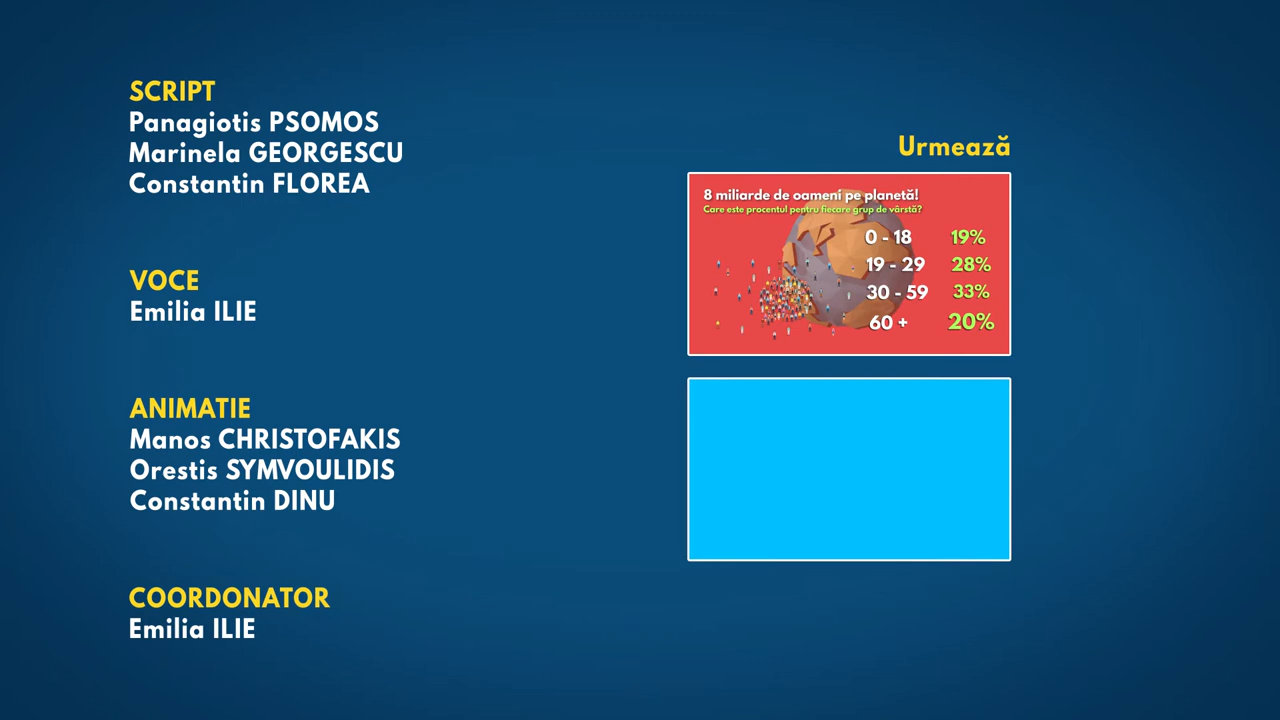 SCRIPT
Panagiotis PSOMOS
Marinela GEORGESCU
Constantin FLOREA
VOCE
Emilia ILIE
ANIMATIE
Manos CHRISTOFAKIS
Orestis SYMVOULIDIS
Constantin DINU
COORDONATOR
Emilia ILIE
Urmează
8 miliarde de oameni pe planetă!
Care este procentul pentru fiecare grup de vârstă?
0 - 18 19%
19 - 29 28%
30 - 59 33%
60 + 20%